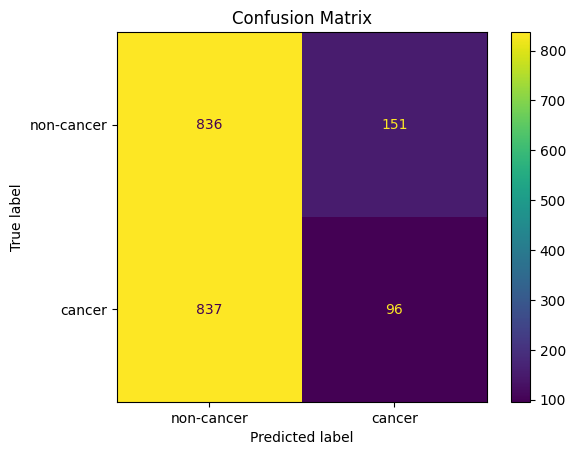 Confusion Matrix
True label
non-cancer
836
151
cancer
837
96
non-cancer
cancer
Predicted label
800
700
600
500
400
300
200
100